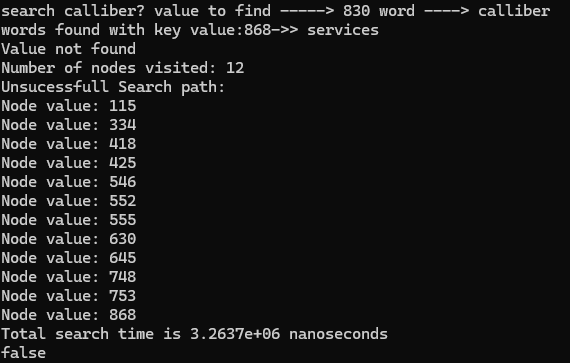 search calliber? value to find -----> 830 word ----> calliber
words found with key value:868->> services
Value not found
Number of nodes visited: 12
Unsucessfull Search path:
Node value: 115
Node value: 334
Node value: 418
Node value: 425
Node value: 546
Node value: 552
Node value: 555
Node value: 630
Node value: 645
Node value: 748
Node value: 753
Node value: 868
Total search time is 3.2637e+06 nanoseconds
false